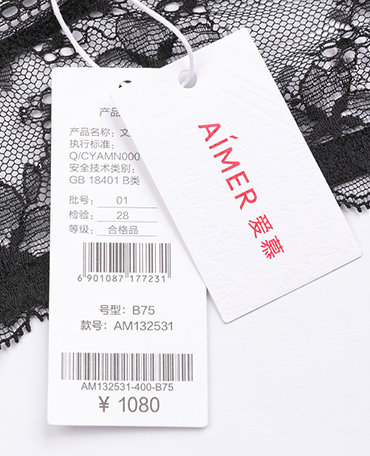 产品
产品名称：文
执行标准：
Q/CYAMN000
安全技术类别：
GB 18401 B类
批号： 01
检验： 28
等级： 合格品
6 901087 177231
号型：B75
款号：AM132531
AM132531-400-B75
¥ 1080
AiMER 爱慕